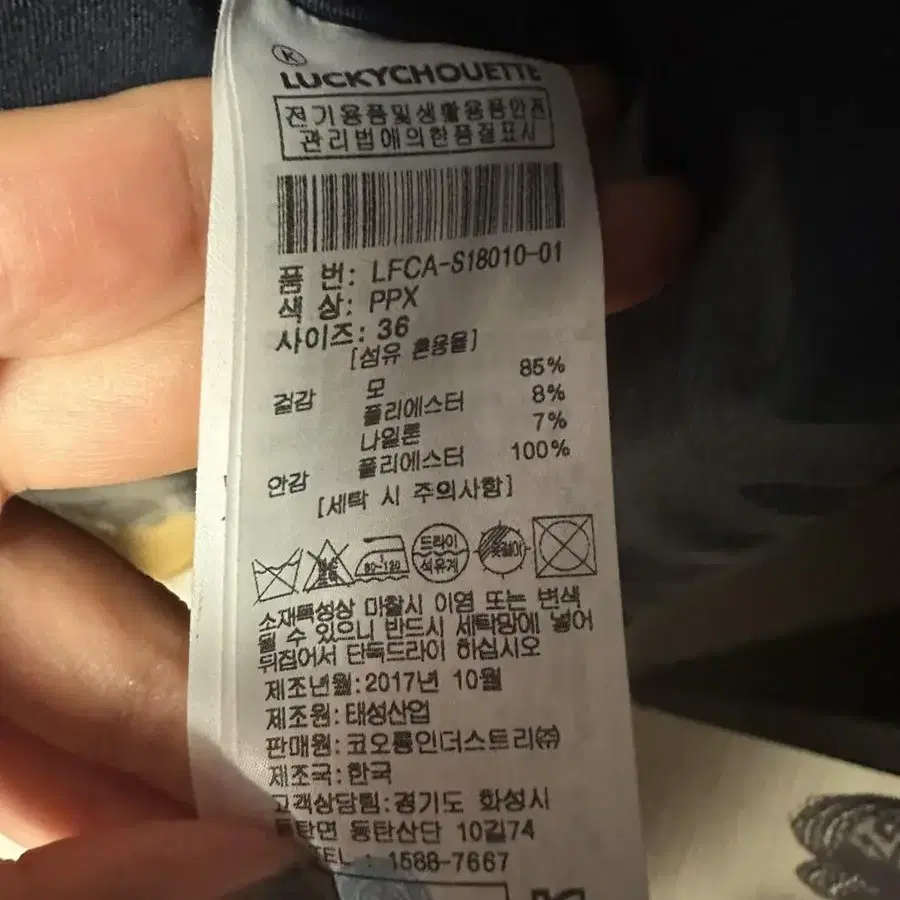 K
LUCKYCHOUETTE
전기용품및생활용품안전
관리법에의한품질표시
품 번: LFCA-S18010-01
색 상: PPX
사이즈: 36
[섬유 혼용율]
겉감 모 85%
폴리에스터 8%
나일론 7%
안감 폴리에스터 100%
[세탁 시 주의사항]
80~120 드라이 석유계 옷걸이
소재특성상 마찰시 이염 또는 변색
될 수 있으니 반드시 세탁망에 넣어
뒤집어서 단독드라이 하십시오
제조년월:2017년 10월
제조원:태성산업
판매원:코오롱인더스트리㈜
제조국:한국
고객상담팀:경기도 화성시
동탄면 동탄산단 10길74
TEL : 1588-7667